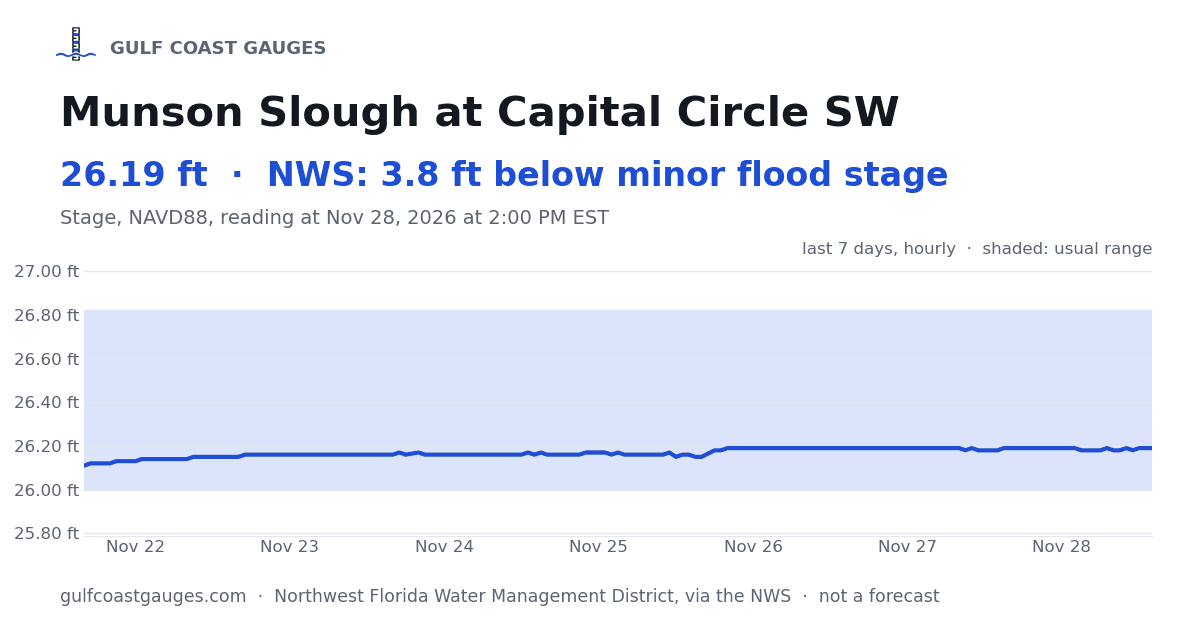 GULF COAST GAUGES
Munson Slough at Capital Circle SW
26.19 ft · NWS: 3.8 ft below minor flood stage
Stage, NAVD88, reading at Nov 28, 2026 at 2:00 PM EST
last 7 days, hourly · shaded: usual range
27.00 ft
26.80 ft
26.60 ft
26.40 ft
26.20 ft
26.00 ft
25.80 ft
Nov 22 Nov 23 Nov 24 Nov 25 Nov 26 Nov 27 Nov 28
gulfcoastgauges.com · Northwest Florida Water Management District, via the NWS · not a forecast